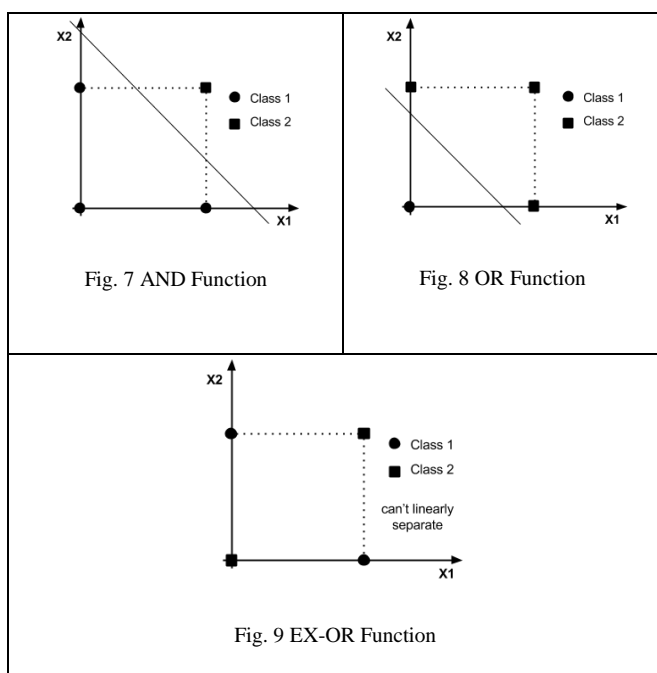 X2
Class 1
Class 2
X1
Fig. 7 AND Function
X2
Class 1
Class 2
X1
Fig. 8 OR Function
X2
Class 1
Class 2
can't linearly
separate
X1
Fig. 9 EX-OR Function